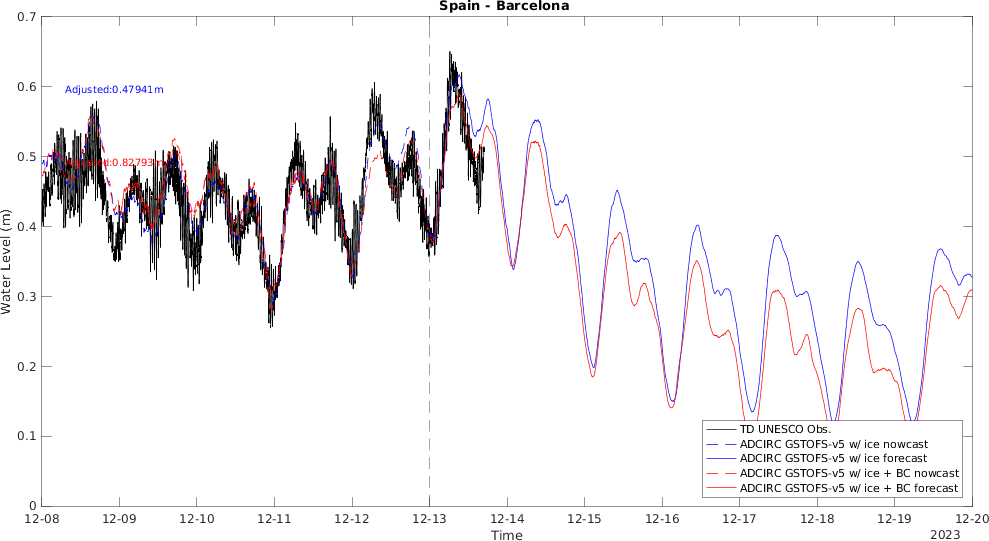 Spain - Barcelona
0.7
0.6
0.5
0.4
0.3
0.2
0.1
0
Water Level (m)
Adjusted:0.47941m
Adjusted:0.82793m
TD UNESCO Obs.
ADCIRC GSTOFS-v5 w/ ice nowcast
ADCIRC GSTOFS-v5 w/ ice forecast
ADCIRC GSTOFS-v5 w/ ice + BC nowcast
ADCIRC GSTOFS-v5 w/ ice + BC forecast
12-08 12-09 12-10 12-11 12-12 12-13 12-14 12-15 12-16 12-17 12-18 12-19 12-20
Time
2023